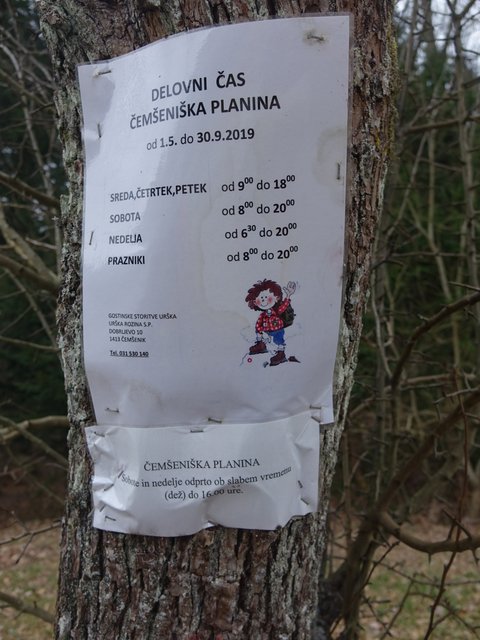 DELOVNI ČAS
ČEMŠENIŠKA PLANINA
od 1.5. do 30.9.2019
SREDA,ČETRTEK,PETEK od 9⁰⁰ do 18⁰⁰
SOBOTA od 8⁰⁰ do 20⁰⁰
NEDELJA od 6³⁰ do 20⁰⁰
PRAZNIKI od 8⁰⁰ do 20⁰⁰
GOSTINSKE STORITVE URŠKA
URŠKA ROZINA S.P.
DOBRLJEVO 10
1413 ČEMŠENIK
Tel. 031 530 140
ČEMŠENIŠKA PLANINA
Sobote in nedelje odprto ob slabem vremenu
(dež) do 16.00 ure.